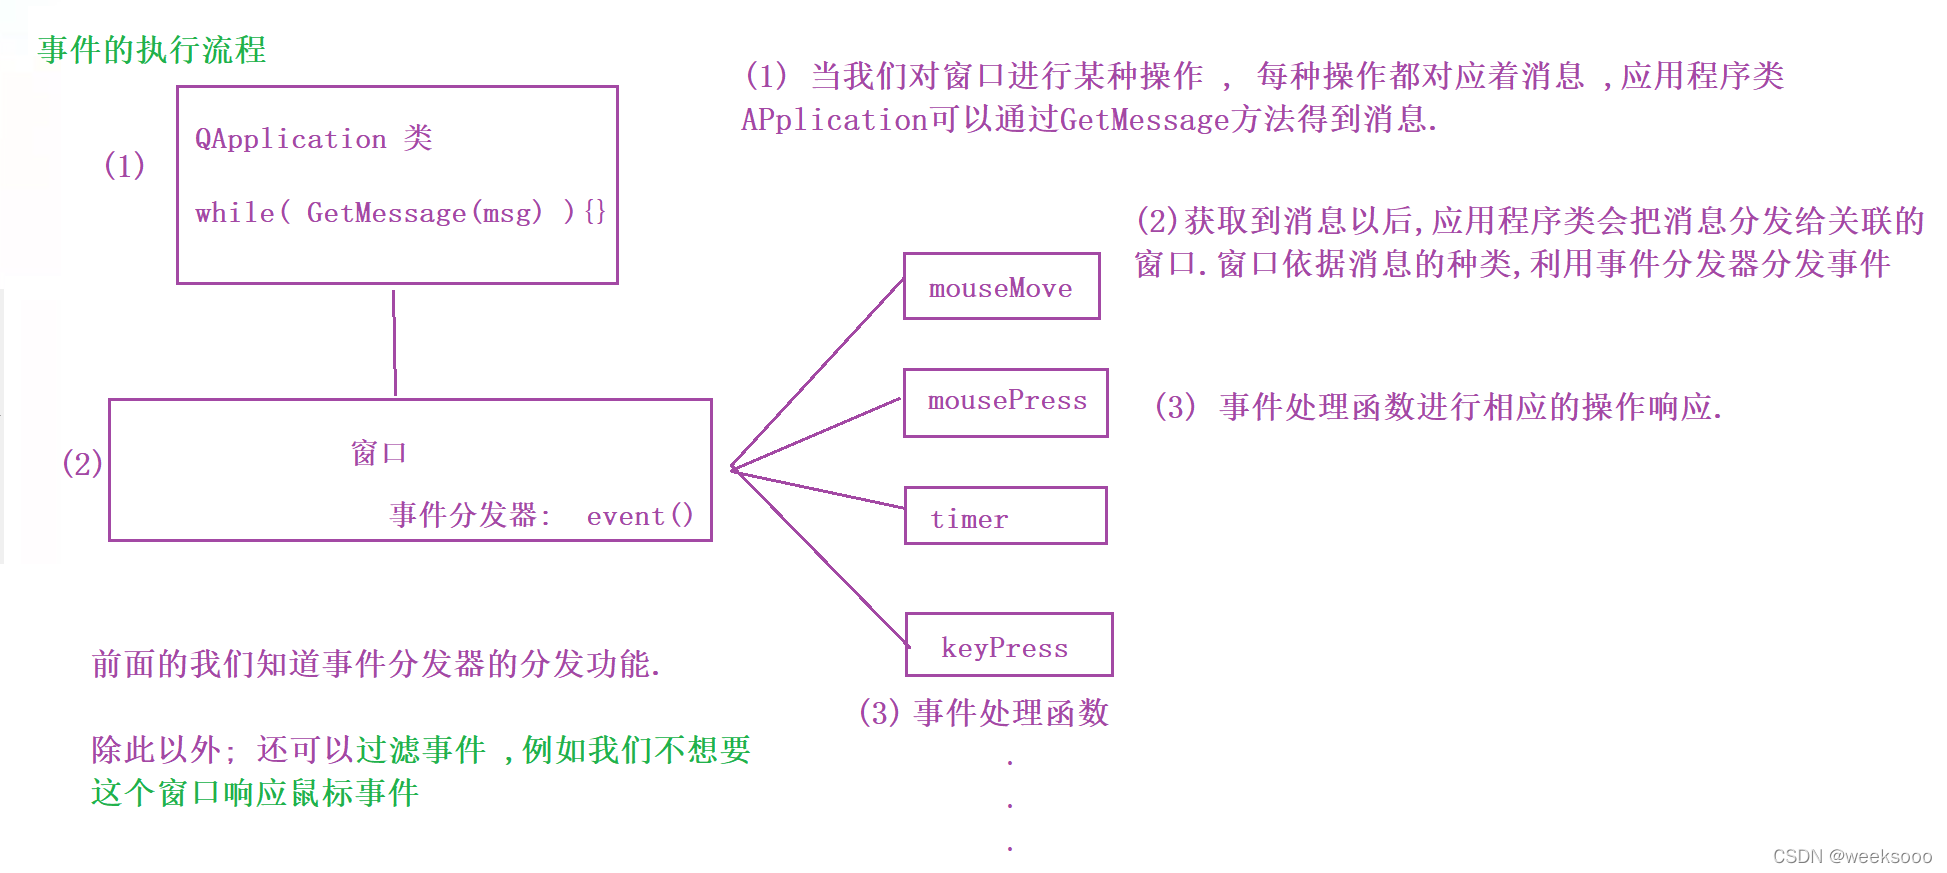 事件的执行流程
(1) 当我们对窗口进行某种操作 , 每种操作都对应着消息 ,应用程序类
APplication可以通过GetMessage方法得到消息.
QApplication 类
(1)
while( GetMessage(msg) ){}
(2)获取到消息以后,应用程序类会把消息分发给关联的
窗口.窗口依据消息的种类,利用事件分发器分发事件
mouseMove
mousePress
(3) 事件处理函数进行相应的操作响应.
窗口
(2)
事件分发器: event()
timer
keyPress
前面的我们知道事件分发器的分发功能.
(3) 事件处理函数
除此以外; 还可以过滤事件 ,例如我们不想要
这个窗口响应鼠标事件
.
.
.
CSDN @weeksooo